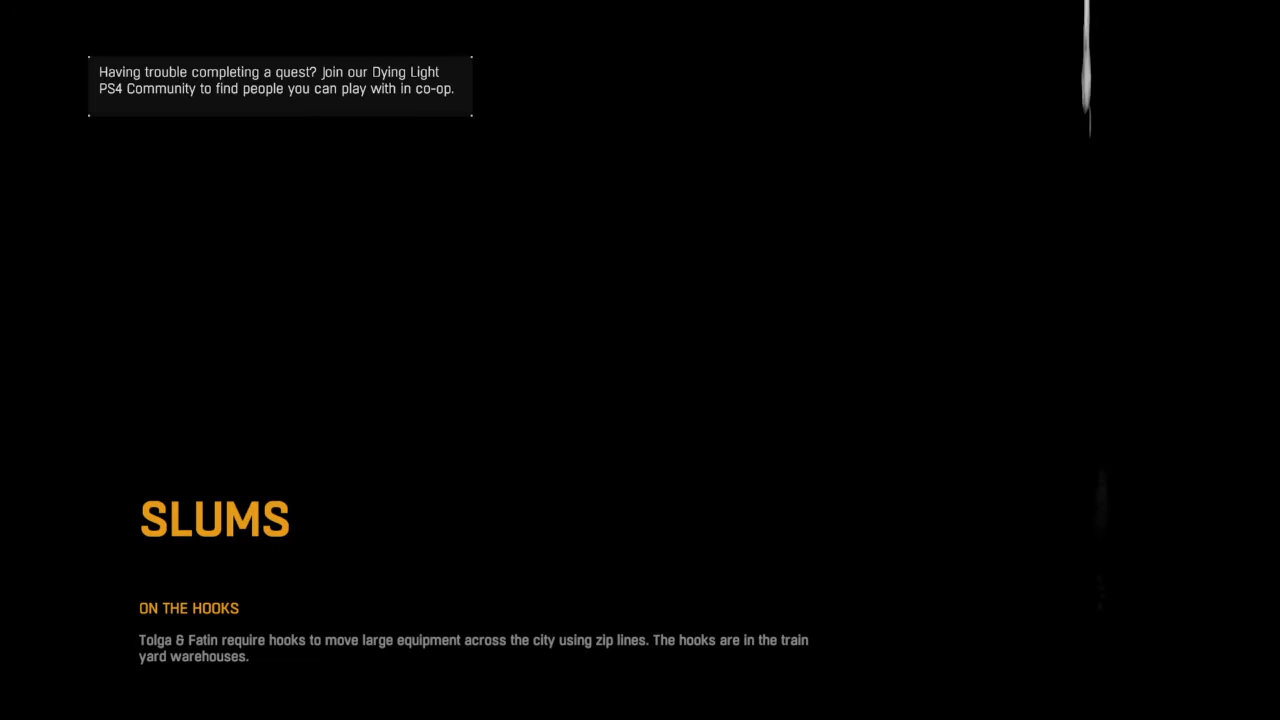 Having trouble completing a quest? Join our Dying Light
PS4 Community to find people you can play with in co-op.
SLUMS
ON THE HOOKS
Tolga & Fatin require hooks to move large equipment across the city using zip lines. The hooks are in the train
yard warehouses.